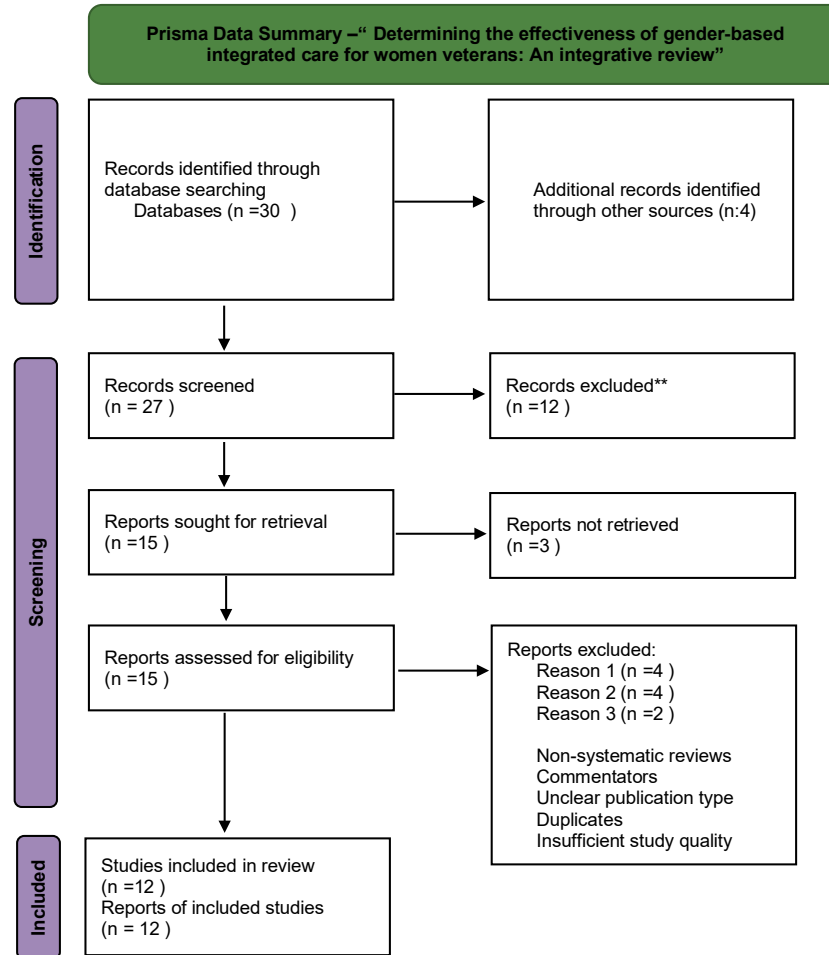 Prisma Data Summary –“ Determining the effectiveness of gender-based
integrated care for women veterans: An integrative review”
Identification
Records identified through
database searching
Databases (n =30 )
Additional records identified
through other sources (n:4)
Screening
Records screened
(n = 27 )
Records excluded**
(n =12 )
Reports sought for retrieval
(n =15 )
Reports not retrieved
(n =3 )
Reports assessed for eligibility
(n =15 )
Reports excluded:
Reason 1 (n =4 )
Reason 2 (n =4 )
Reason 3 (n =2 )
Non-systematic reviews
Commentators
Unclear publication type
Duplicates
Insufficient study quality
Included
Studies included in review
(n =12 )
Reports of included studies
(n = 12 )